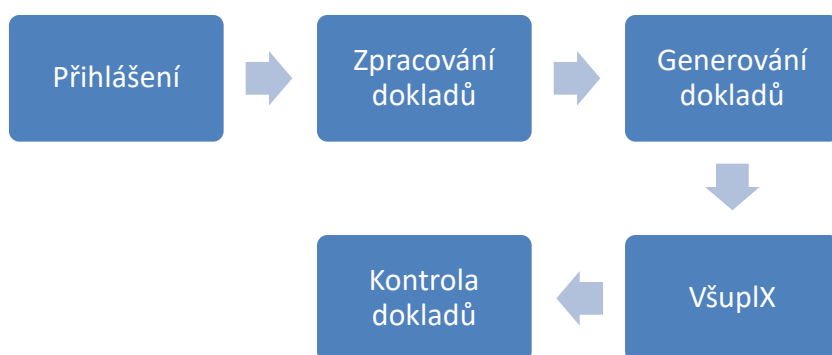 Přihlášení
Zpracování
dokladů
Generování
dokladů
Kontrola
dokladů
VšuplX